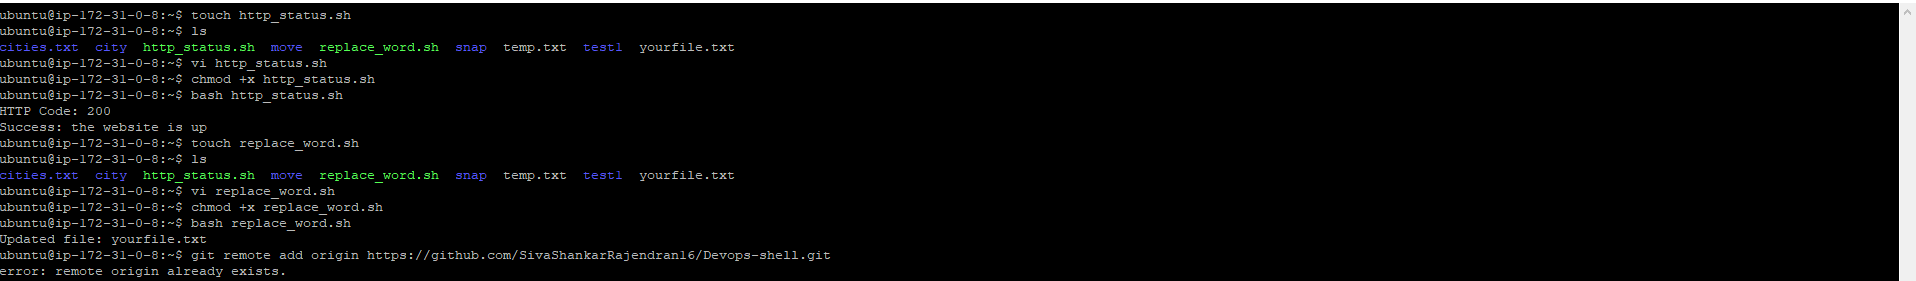 ubuntu@ip-172-31-0-8:~$ touch http_status.sh
ubuntu@ip-172-31-0-8:~$ ls
cities.txt  city  http_status.sh  move  replace_word.sh  snap  temp.txt  test1  yourfile.txt
ubuntu@ip-172-31-0-8:~$ vi http_status.sh
ubuntu@ip-172-31-0-8:~$ chmod +x http_status.sh
ubuntu@ip-172-31-0-8:~$ bash http_status.sh
HTTP Code: 200
Success: the website is up
ubuntu@ip-172-31-0-8:~$ touch replace_word.sh
ubuntu@ip-172-31-0-8:~$ ls
cities.txt  city  http_status.sh  move  replace_word.sh  snap  temp.txt  test1  yourfile.txt
ubuntu@ip-172-31-0-8:~$ vi replace_word.sh
ubuntu@ip-172-31-0-8:~$ chmod +x replace_word.sh
ubuntu@ip-172-31-0-8:~$ bash replace_word.sh
Updated file: yourfile.txt
ubuntu@ip-172-31-0-8:~$ git remote add origin https://github.com/SivaShankarRajendran16/Devops-shell.git
error: remote origin already exists.